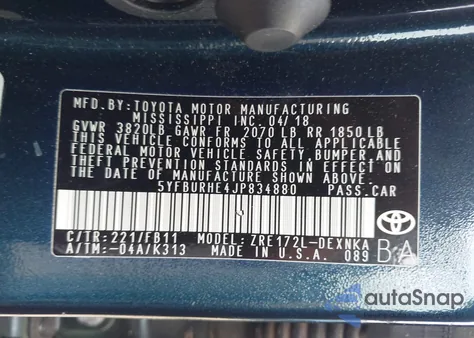 MFD.BY:TOYOTA MOTOR MANUFACTURING
MISSISSIPPI INC. 04/18
GVWR 3820LB GAWR FR 2070 LB RR 1850 LB
THIS VEHICLE CONFORMS TO ALL APPLICABLE
FEDERAL MOTOR VEHICLE SAFETY, BUMPER, AND
THEFT PREVENTION STANDARDS IN EFFECT ON
THE DATE OF MANUFACTURE SHOWN ABOVE.
5YFBURHE4JP834880 PASS.CAR
C/TR:221/FB11 MODEL:ZRE172L-DEXNKA
A/TM:-04A/K313 MADE IN U.S.A. 089 BA
autoSnap